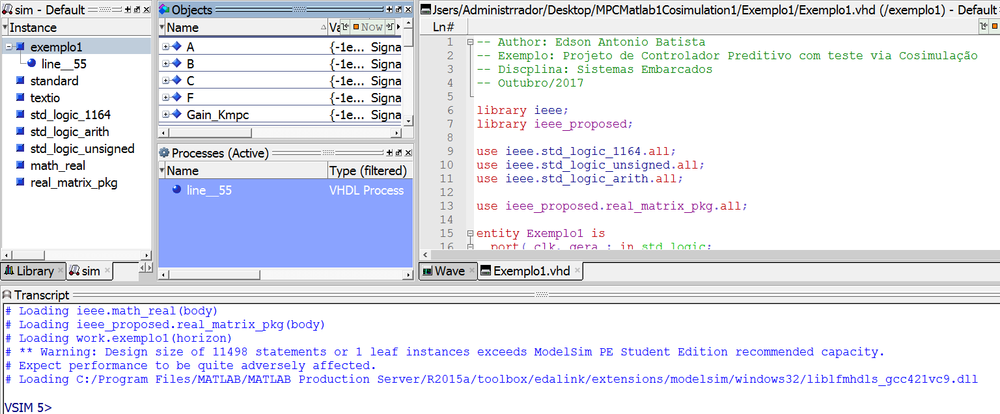 sim - Default
Instance
exemplo1
line__55
standard
textio
std_logic_1164
std_logic_arith
std_logic_unsigned
math_real
real_matrix_pkg
Library
sim
Objects
Name
Now
A {-1e... Signa
B {-1e... Signa
C {-1e... Signa
F {-1e... Signa
Gain_Kmpc {-1e... Signa
Processes (Active)
Name Type (filtered)
line__55 VHDL Process
Jsers/Administrrador/Desktop/MPCMatlab1Cosimulation1/Exemplo1/Exemplo1.vhd (/exemplo1) - Default
Ln#
1 -- Author: Edson Antonio Batista
2 -- Exemplo: Projeto de Controlador Preditivo com teste via Cosimulação
3 -- Discplina: Sistemas Embarcados
4 -- Outubro/2017
5
6 library ieee;
7 library ieee_proposed;
8
9 use ieee.std_logic_1164.all;
10 use ieee.std_logic_unsigned.all;
11 use ieee.std_logic_arith.all;
12
13 use ieee_proposed.real_matrix_pkg.all;
14
15 entity Exemplo1 is
16 port( clk, gera : in std_logic;
Wave
Exemplo1.vhd
Transcript
# Loading ieee.math_real(body)
# Loading ieee_proposed.real_matrix_pkg(body)
# Loading work.exemplo1(horizon)
# ** Warning: Design size of 11498 statements or 1 leaf instances exceeds ModelSim PE Student Edition recommended capacity.
# Expect performance to be quite adversely affected.
# Loading C:/Program Files/MATLAB/MATLAB Production Server/R2015a/toolbox/edalink/extensions/modelsim/windows32/liblfmhdls_gcc421vc9.dll
VSIM 5>